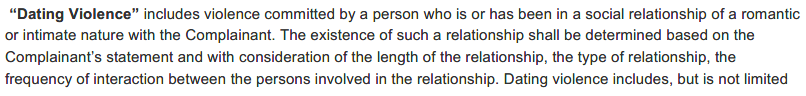 “Dating Violence” includes violence committed by a person who is or has been in a social relationship of a romantic
or intimate nature with the Complainant. The existence of such a relationship shall be determined based on the
Complainant’s statement and with consideration of the length of the relationship, the type of relationship, the
frequency of interaction between the persons involved in the relationship. Dating violence includes, but is not limited